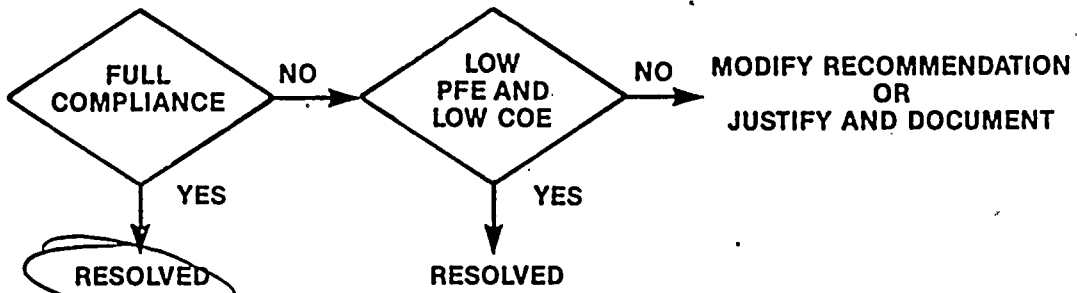 FULL
COMPLIANCE
NO
LOW
PFE AND
LOW COE
NO
MODIFY RECOMMENDATION
OR
JUSTIFY AND DOCUMENT
YES
YES
RESOLVED
RESOLVED